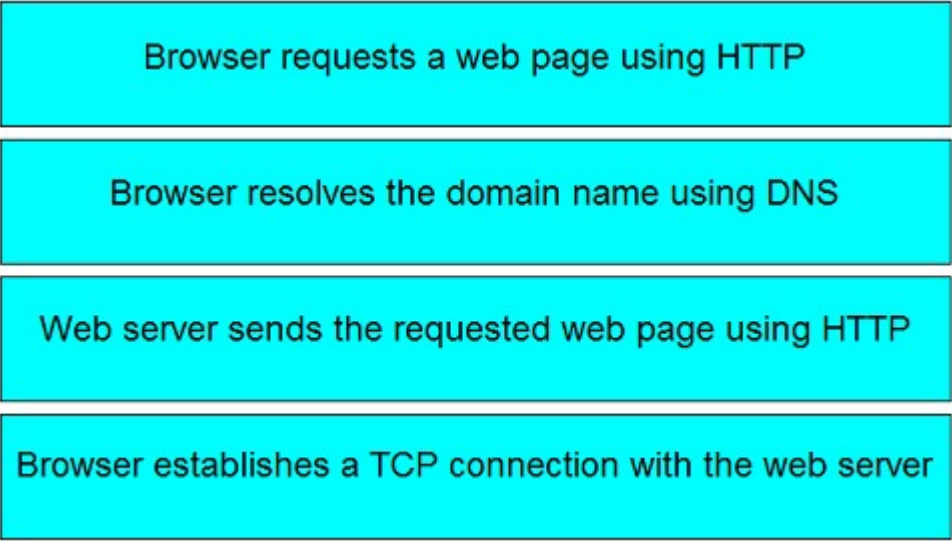 Browser requests a web page using HTTP
Browser resolves the domain name using DNS
Web server sends the requested web page using HTTP
Browser establishes a TCP connection with the web server